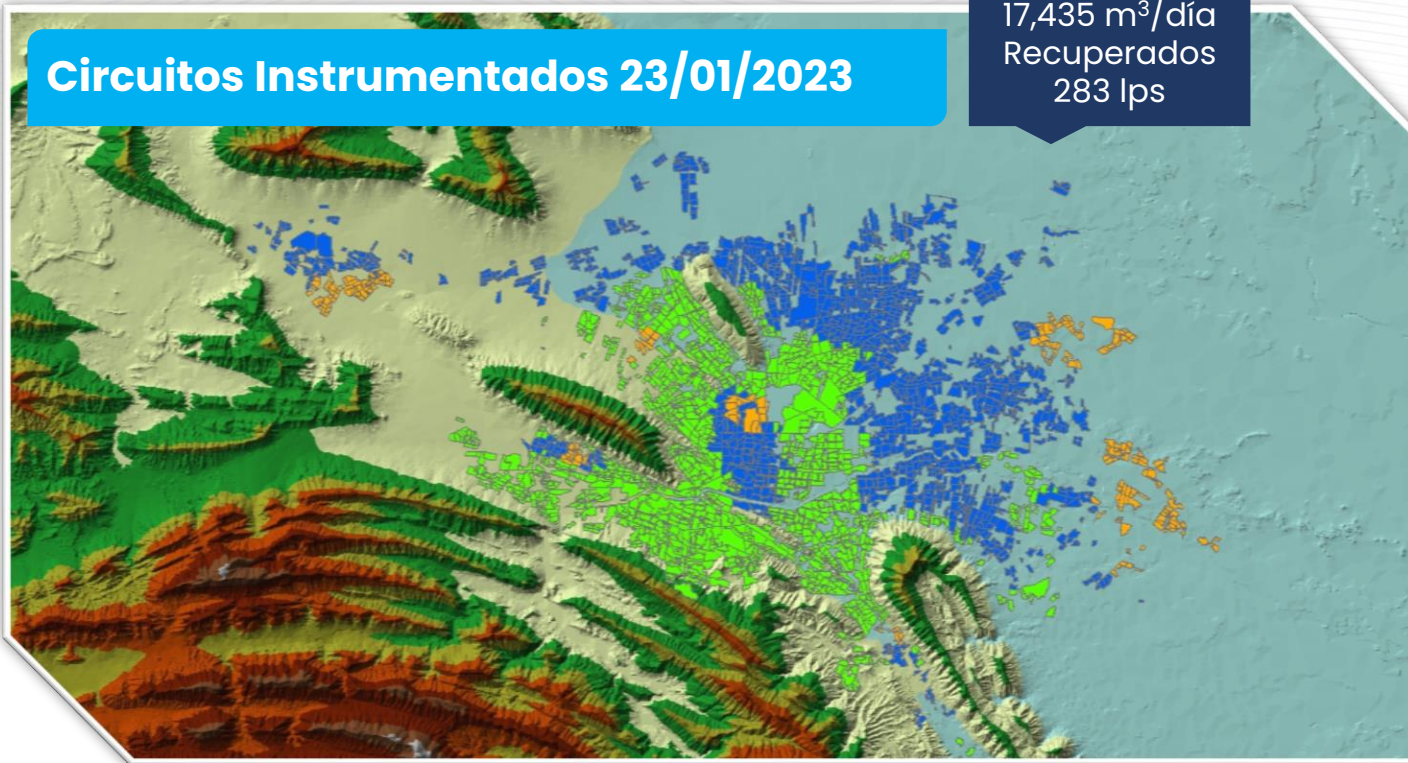 Circuitos Instrumentados 23/01/2023
17,435 m³/día
Recuperados
283 lps